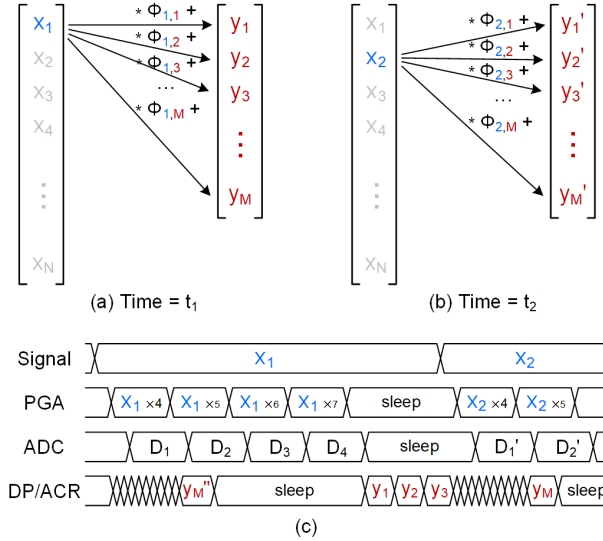 X1 * Φ1,1 + y1
X2 * Φ1,2 + y2
X3 * Φ1,3 + y3
X4 ...
* Φ1,M +
⋮ ⋮
yM
XN
(a) Time = t1
X1 * Φ2,1 + y1'
X2 * Φ2,2 + y2'
X3 * Φ2,3 + y3'
X4 ...
* Φ2,M +
⋮ ⋮
yM'
XN
(b) Time = t2
Signal X1 X2
PGA X1 ×4 X1 ×5 X1 ×6 X1 ×7 sleep X2 ×4 X2 ×5
ADC D1 D2 D3 D4 sleep D1' D2'
DP/ACR yM'' sleep y1 y2 y3 yM sleep
(c)